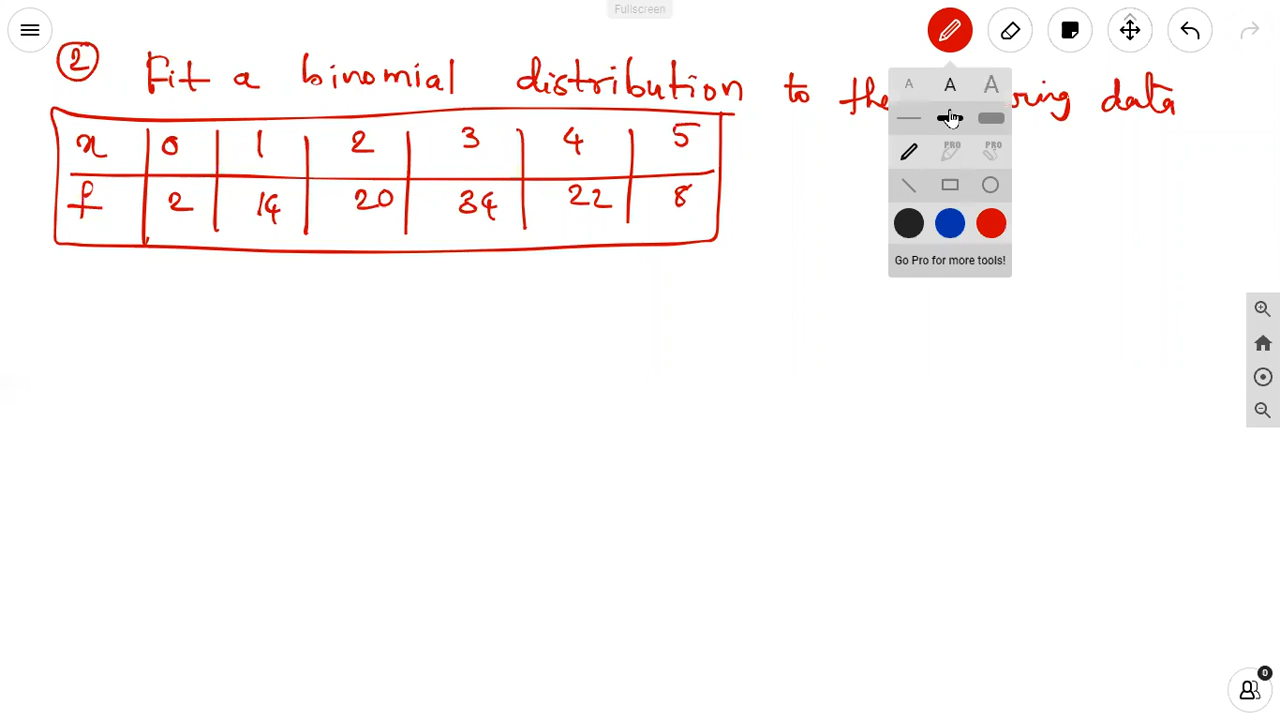 Fullscreen
2 Fit a binomial distribution to the ring data
x 0 1 2 3 4 5
f 2 14 20 34 22 8
A A A
PRO PRO
Go Pro for more tools!
0